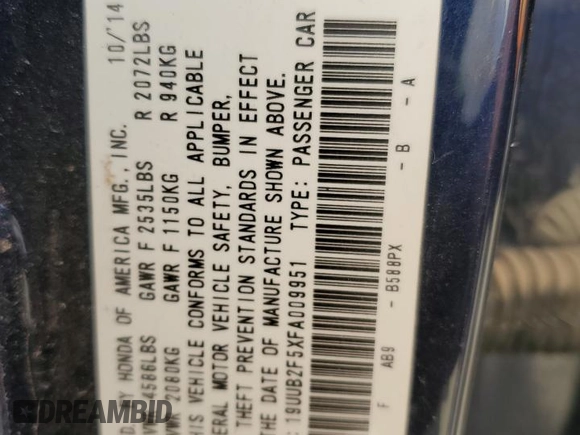 D BY HONDA OF AMERICA MFG., INC. 10/'14
4586LBS GAWR F 2535LBS R 2072LBS
2080KG GAWR F 1150KG R 940KG
VEHICLE CONFORMS TO ALL APPLICABLE
MOTOR VEHICLE SAFETY, BUMPER,
THEFT PREVENTION STANDARDS IN EFFECT
THE DATE OF MANUFACTURE SHOWN ABOVE.
: 19UUB2F5XFA009951 TYPE: PASSENGER CAR
F AB9 - B588PX - B - A
DREAMBID